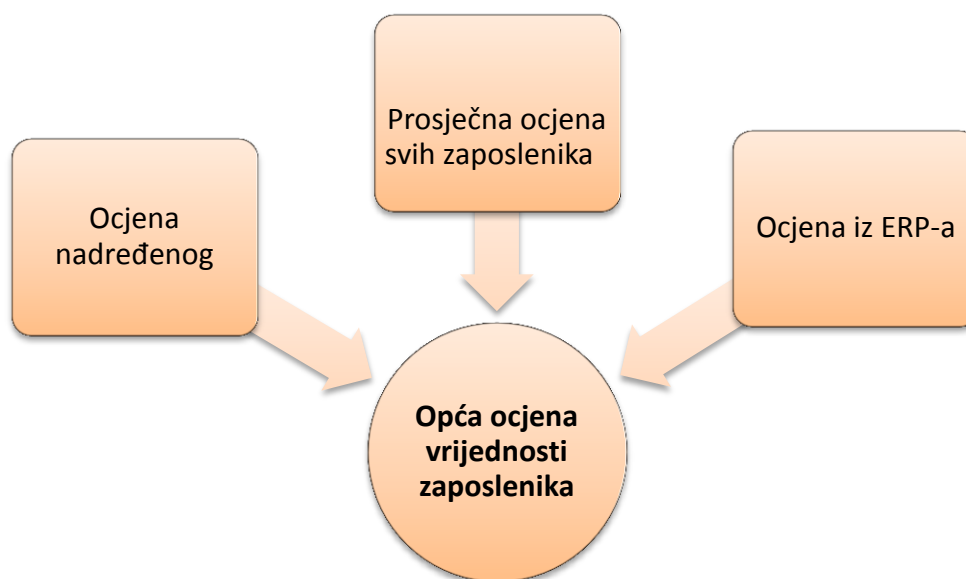 Prosječna ocjena
svih zaposlenika
Ocjena
nadređenog
Ocjena iz ERP-a
Opća ocjena
vrijednosti
zaposlenika